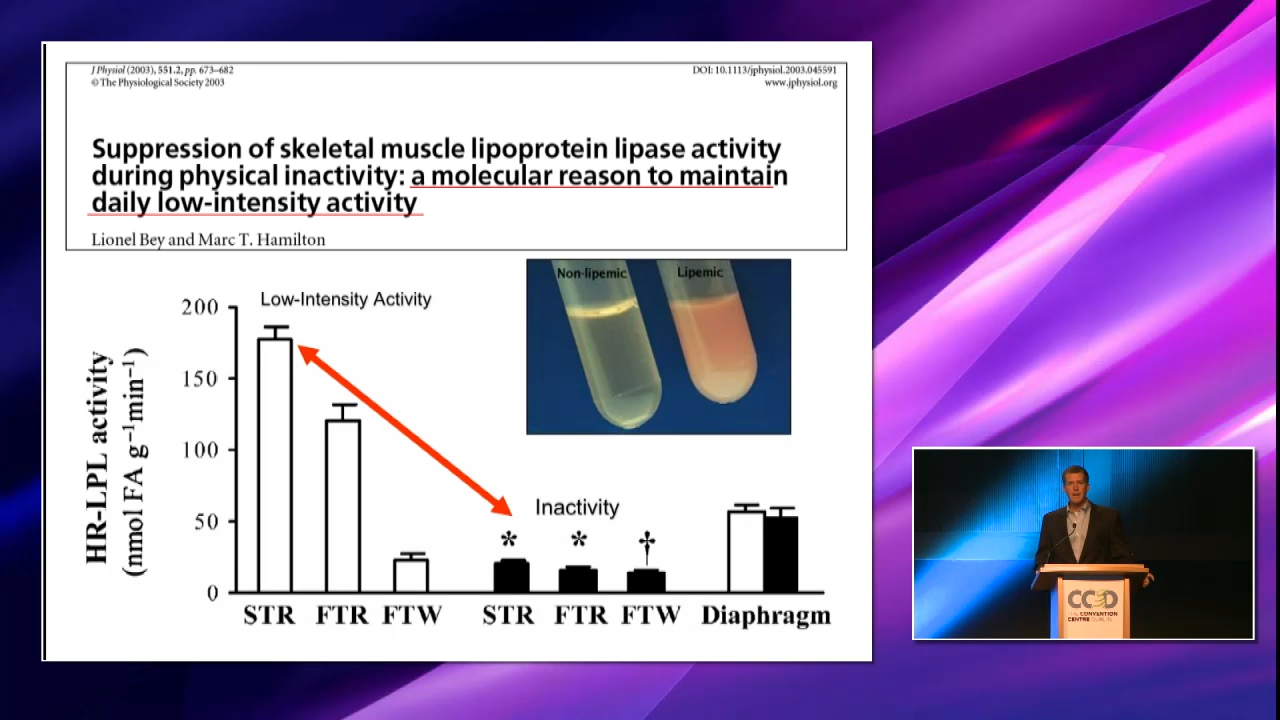 J Physiol (2003), 551.2, pp. 673–682
© The Physiological Society 2003
DOI: 10.1113/jphysiol.2003.045591
www.jphysiol.org
Suppression of skeletal muscle lipoprotein lipase activity
during physical inactivity: a molecular reason to maintain
daily low-intensity activity
Lionel Bey and Marc T. Hamilton
Non-lipemic
Lipemic
Low-Intensity Activity
HR-LPL activity
(nmol FA g⁻¹min⁻¹)
200
150
100
50
0
Inactivity
*
*
†
STR
FTR
FTW
STR
FTR
FTW
Diaphragm
CCD
THE CONVENTION
CENTRE DUBLIN